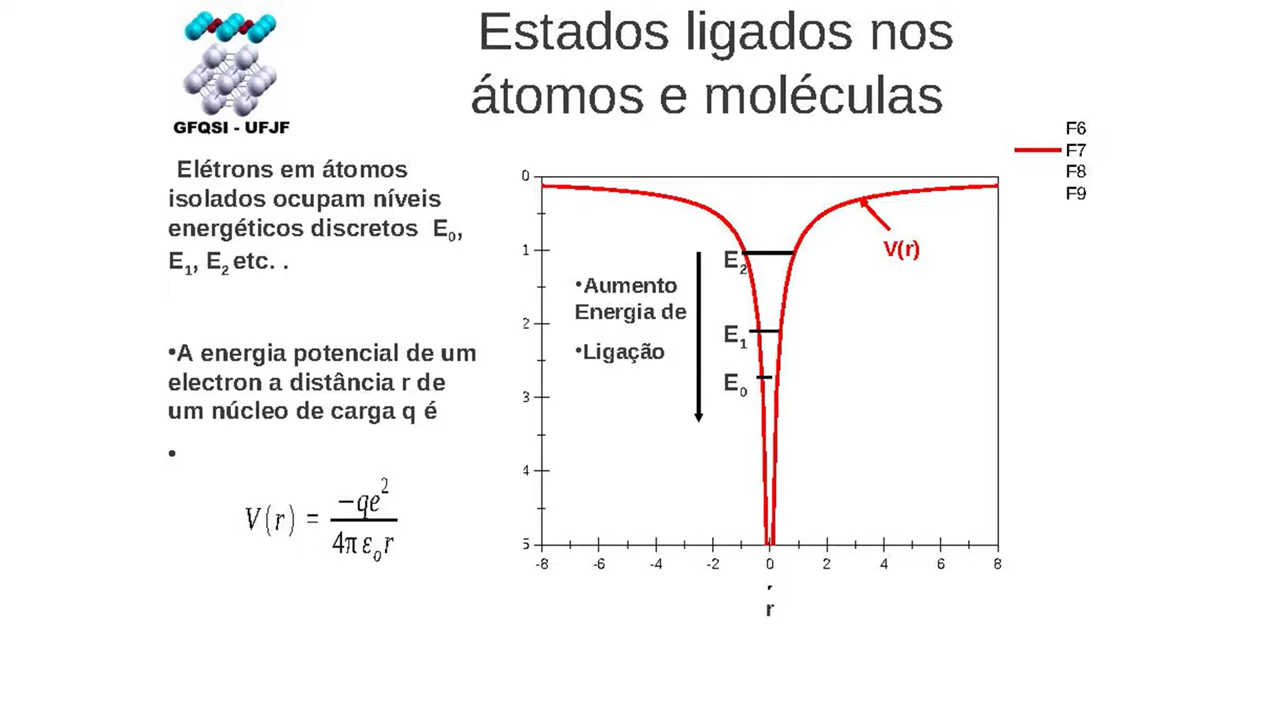 Estados ligados nos
átomos e moléculas
GFQSI - UFJF
Elétrons em átomos
isolados ocupam níveis
energéticos discretos E0,
E1, E2 etc. .
•A energia potencial de um
electron a distância r de
um núcleo de carga q é
•
V(r) = −qe2 / 4π ε0 r
F6
F7
F8
F9
0
1
2
3
4
5
-8 -6 -4 -2 0 2 4 6 8
r
V(r)
•Aumento
Energia de
•Ligação
E2
E1
E0